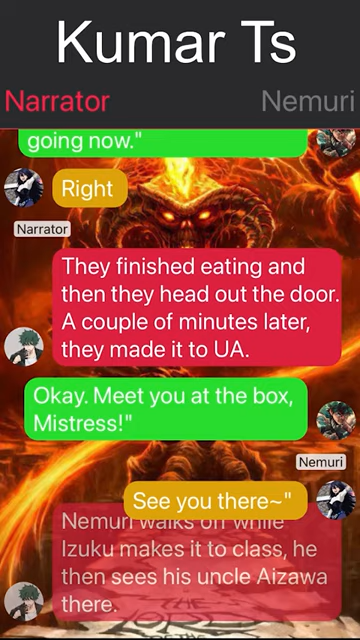 Kumar Ts
Narrator
Nemuri
going now."
Right
Narrator
They finished eating and
then they head out the door.
A couple of minutes later,
they made it to UA.
Okay. Meet you at the box,
Mistress!"
Nemuri
See you there~"
Nemuri walks off while
Izuku makes it to class, he
then sees his uncle Aizawa
there.
THE